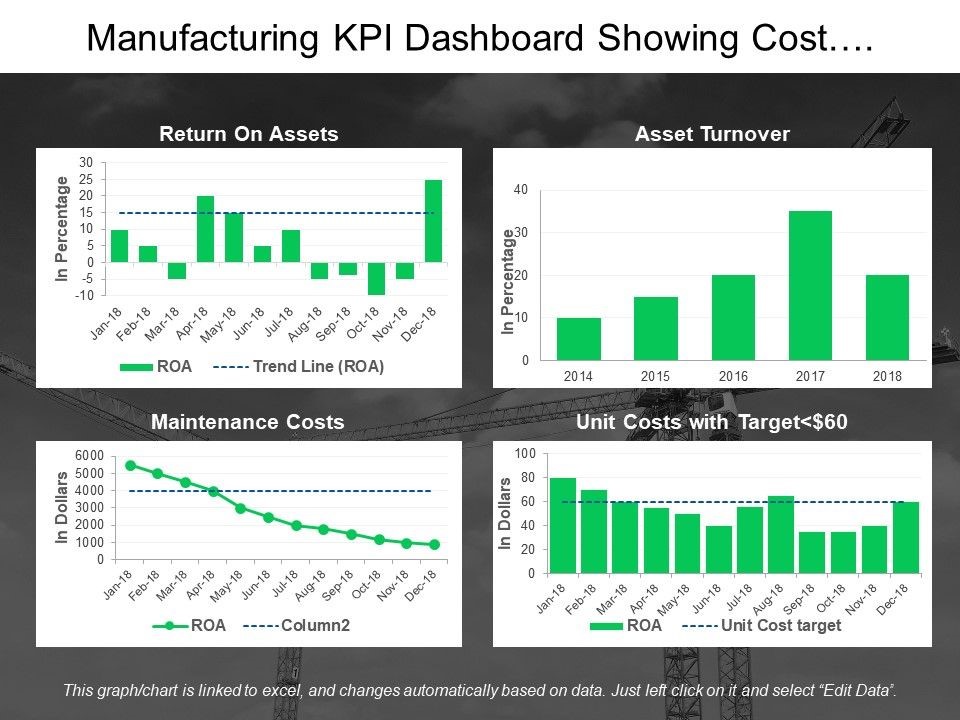 Manufacturing KPI Dashboard Showing Cost….
Return On Assets
In Percentage
30
25
20
15
10
5
0
-5
-10
Jan-18
Feb-18
Mar-18
Apr-18
May-18
Jun-18
Jul-18
Aug-18
Sep-18
Oct-18
Nov-18
Dec-18
ROA
Trend Line (ROA)
Asset Turnover
In Percentage
40
30
20
10
0
2014
2015
2016
2017
2018
Maintenance Costs
In Dollars
6000
5000
4000
3000
2000
1000
0
Jan-18
Feb-18
Mar-18
Apr-18
May-18
Jun-18
Jul-18
Aug-18
Sep-18
Oct-18
Nov-18
Dec-18
ROA
Column2
Unit Costs with Target<$60
In Dollars
100
80
60
40
20
0
Jan-18
Feb-18
Mar-18
Apr-18
May-18
Jun-18
Jul-18
Aug-18
Sep-18
Oct-18
Nov-18
Dec-18
ROA
Unit Cost target
This graph/chart is linked to excel, and changes automatically based on data. Just left click on it and select “Edit Data”.